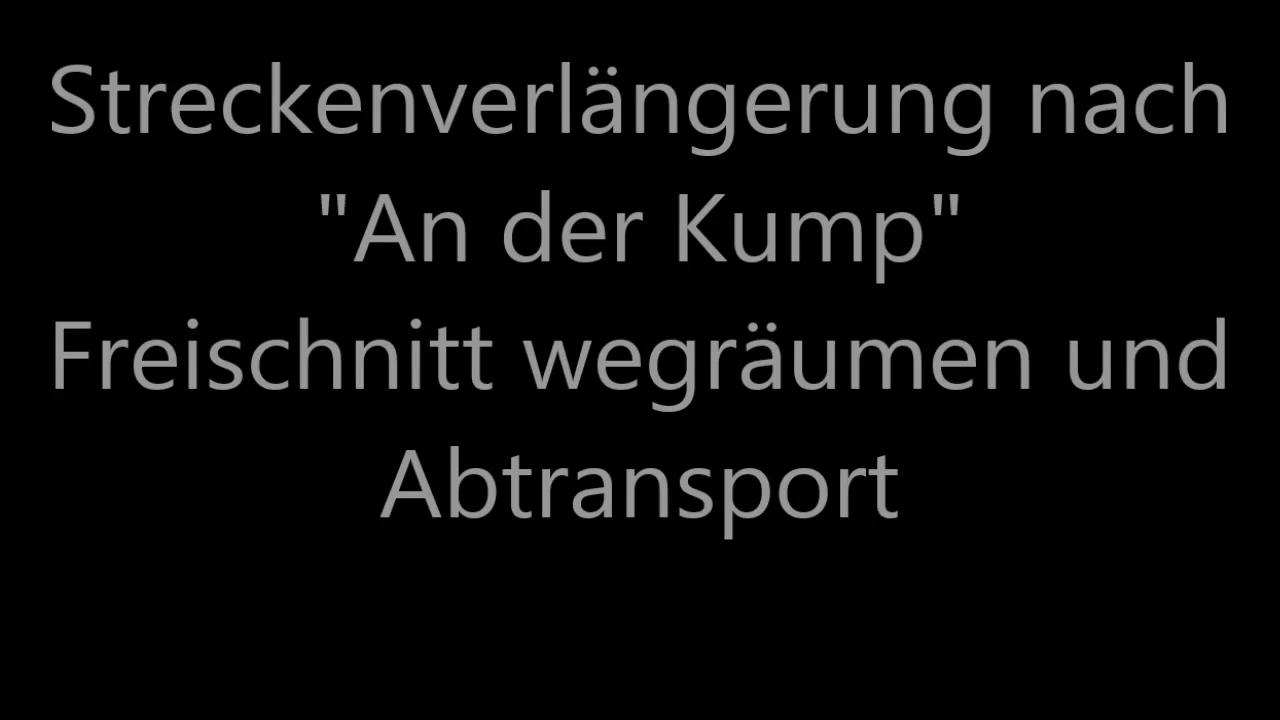 Streckenverlängerung nach
"An der Kump"
Freischnitt wegräumen und
Abtransport